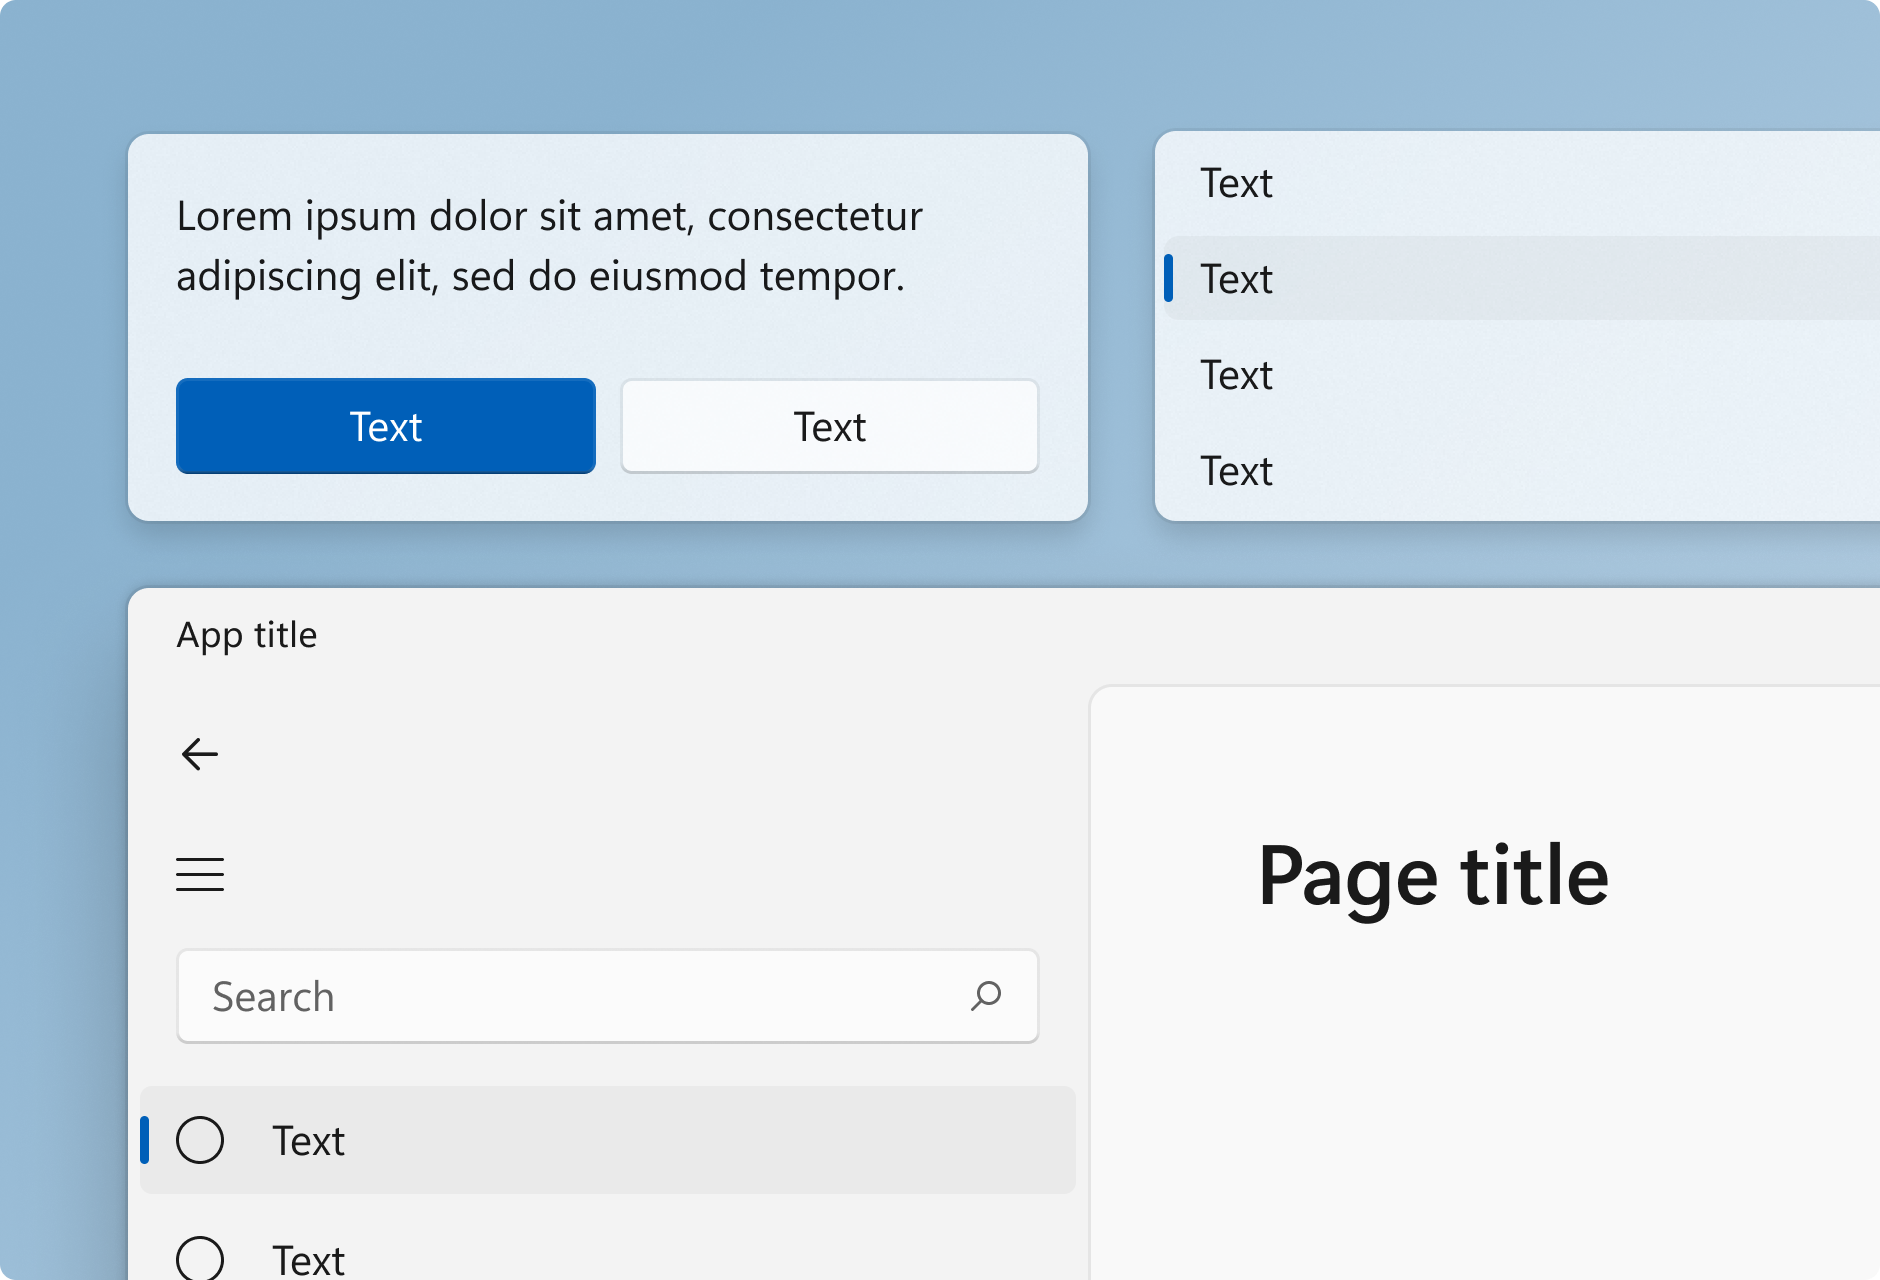 Lorem ipsum dolor sit amet, consectetur
adipiscing elit, sed do eiusmod tempor.
Text
Text
Text
Text
Text
Text
App title
Page title
Search
Text
Text